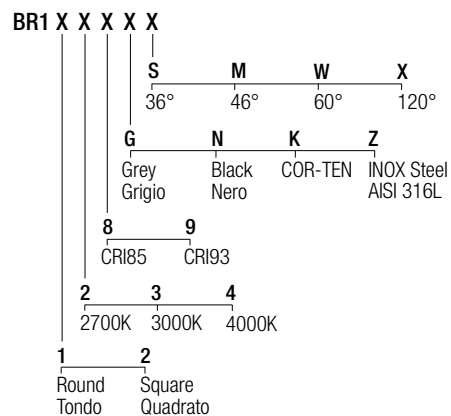 BR1 X X X X X
S M W X
36° 46° 60° 120°
G N K Z
Grey Black COR-TEN INOX Steel
Grigio Nero AISI 316L
8 9
CRI85 CRI93
2 3 4
2700K 3000K 4000K
1 2
Round Square
Tondo Quadrato